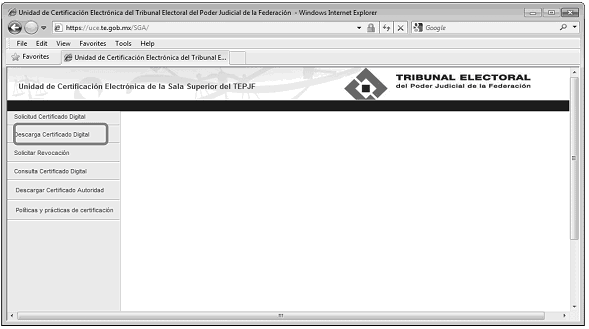 Unidad de Certificación Electrónica del Tribunal Electoral del Poder Judicial de la Federación - Windows Internet Explorer
https://uce.te.gob.mx/SGA/
Google
File Edit View Favorites Tools Help
Favorites
Unidad de Certificación Electrónica del Tribunal E...
Unidad de Certificación Electrónica de la Sala Superior del TEPJF
TRIBUNAL ELECTORAL
del Poder Judicial de la Federación
Solicitud Certificado Digital
Descarga Certificado Digital
Solicitar Revocación
Consulta Certificado Digital
Descargar Certificado Autoridad
Políticas y prácticas de certificación